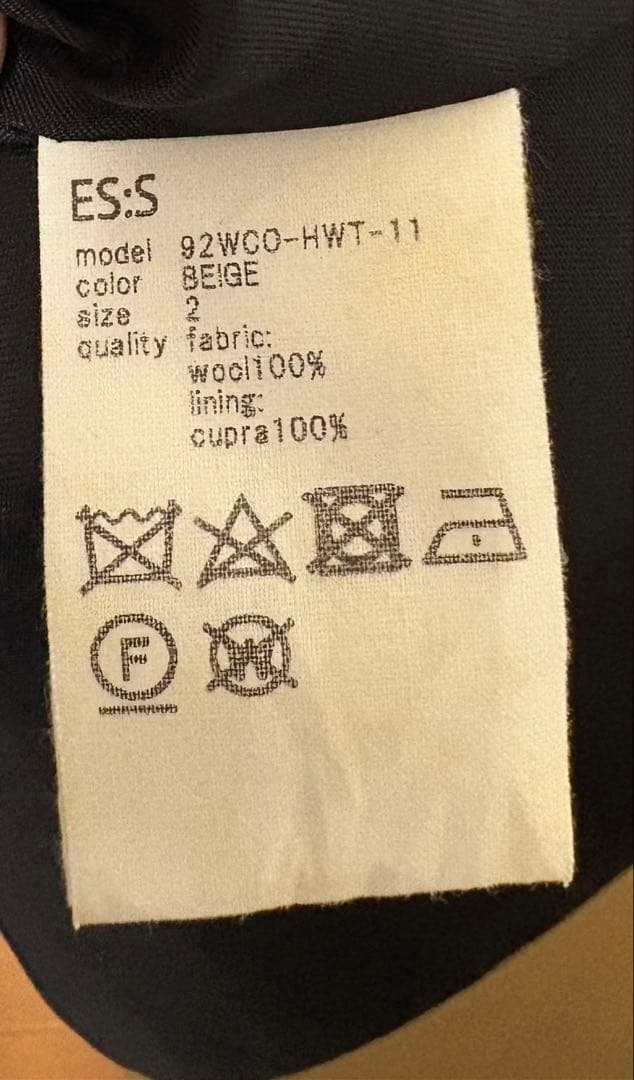 ES:S
model 92WCO-HWT-11
color BEIGE
size 2
quality fabric:
wool100%
lining:
cupra100%
F
W